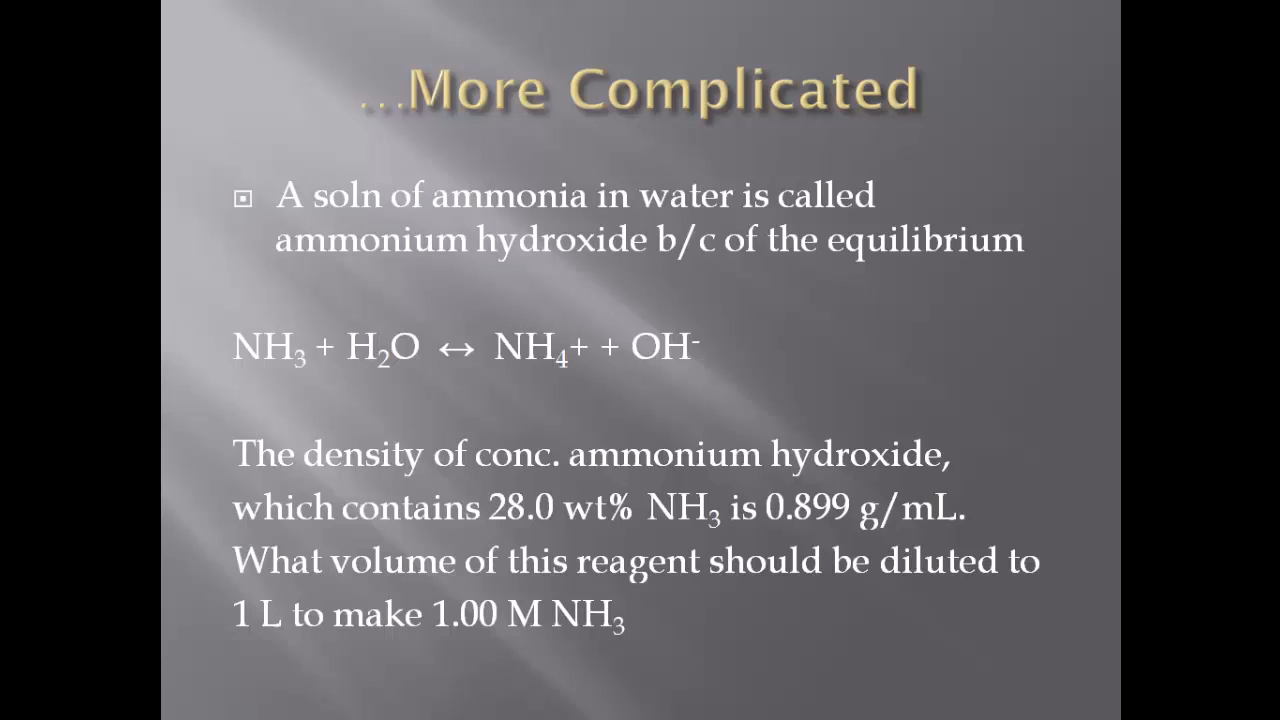 ...More Complicated
A soln of ammonia in water is called
ammonium hydroxide b/c of the equilibrium
NH₃ + H₂O ↔ NH₄+ + OH⁻
The density of conc. ammonium hydroxide,
which contains 28.0 wt% NH₃ is 0.899 g/mL.
What volume of this reagent should be diluted to
1 L to make 1.00 M NH₃